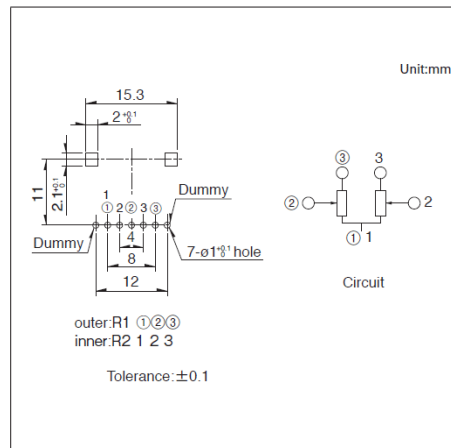 Unit:mm
15.3
2+0.1 0
11
2.1+0.1 0
③ 3
② 2
① 1
Circuit
1
① 2 ② 3 ③
Dummy
Dummy
4
7-ø1+0.1 0 hole
8
12
outer:R1 ①②③
inner:R2 1 2 3
Tolerance:±0.1